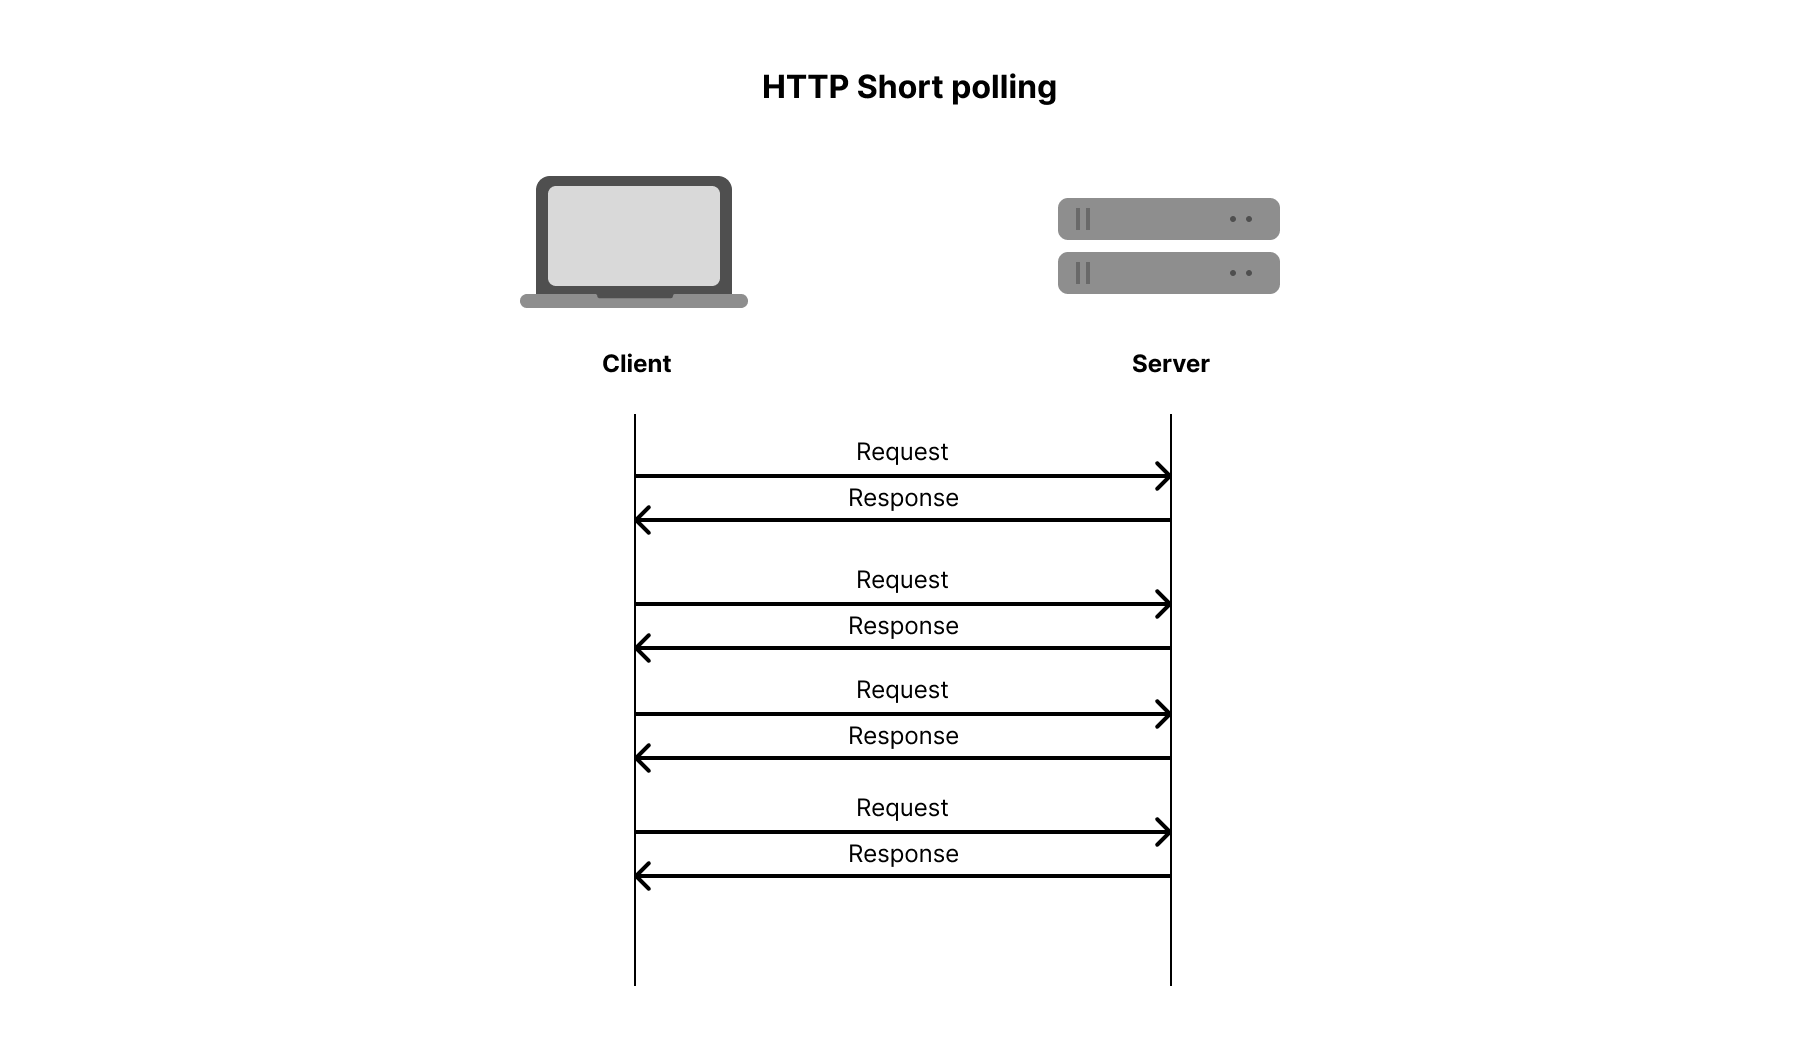 HTTP Short polling
Client
Server
Request
Response
Request
Response
Request
Response
Request
Response